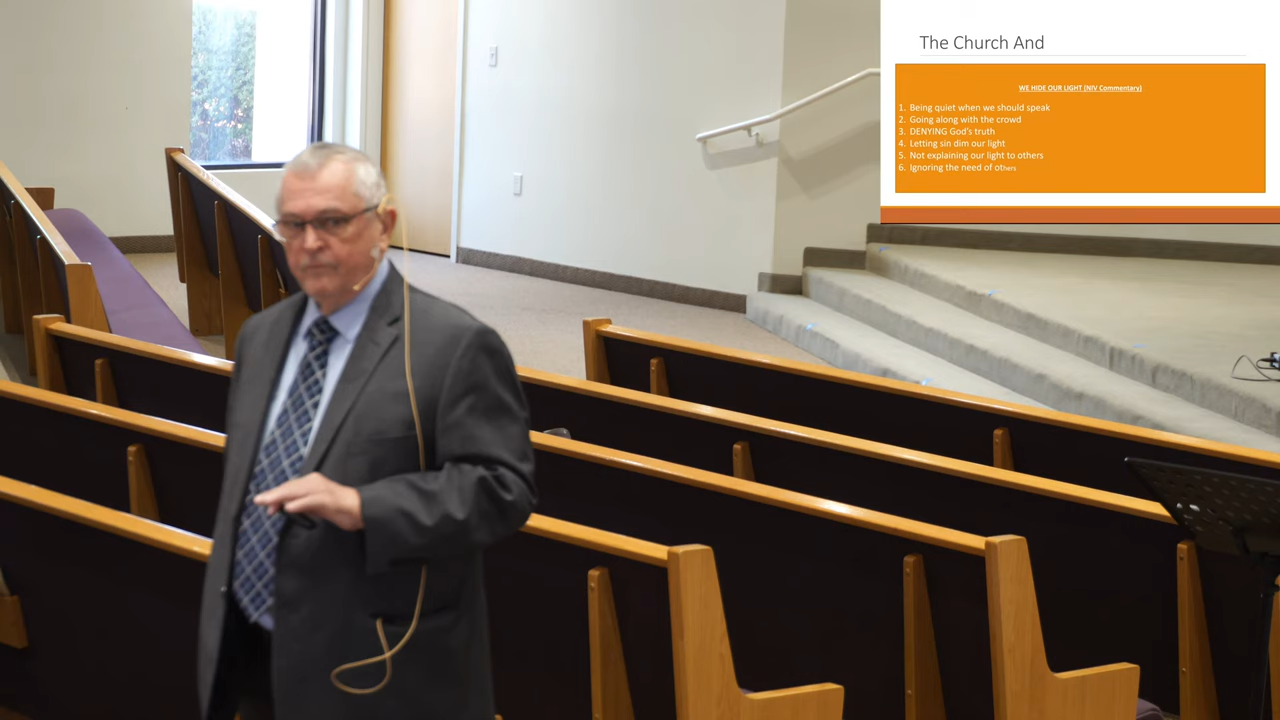 The Church And
WE HIDE OUR LIGHT (NIV Commentary)
1. Being quiet when we should speak
2. Going along with the crowd
3. DENYING God's truth
4. Letting sin dim our light
5. Not explaining our light to others
6. Ignoring the need of others